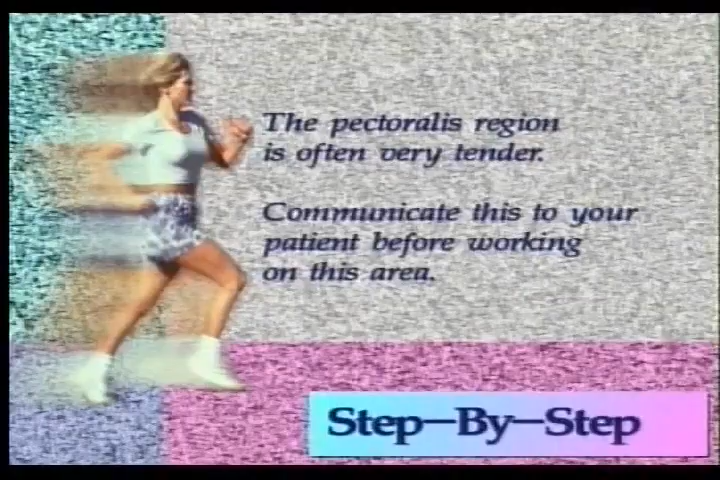 The pectoralis region
is often very tender.
Communicate this to your
patient before working
on this area.
Step-By-Step